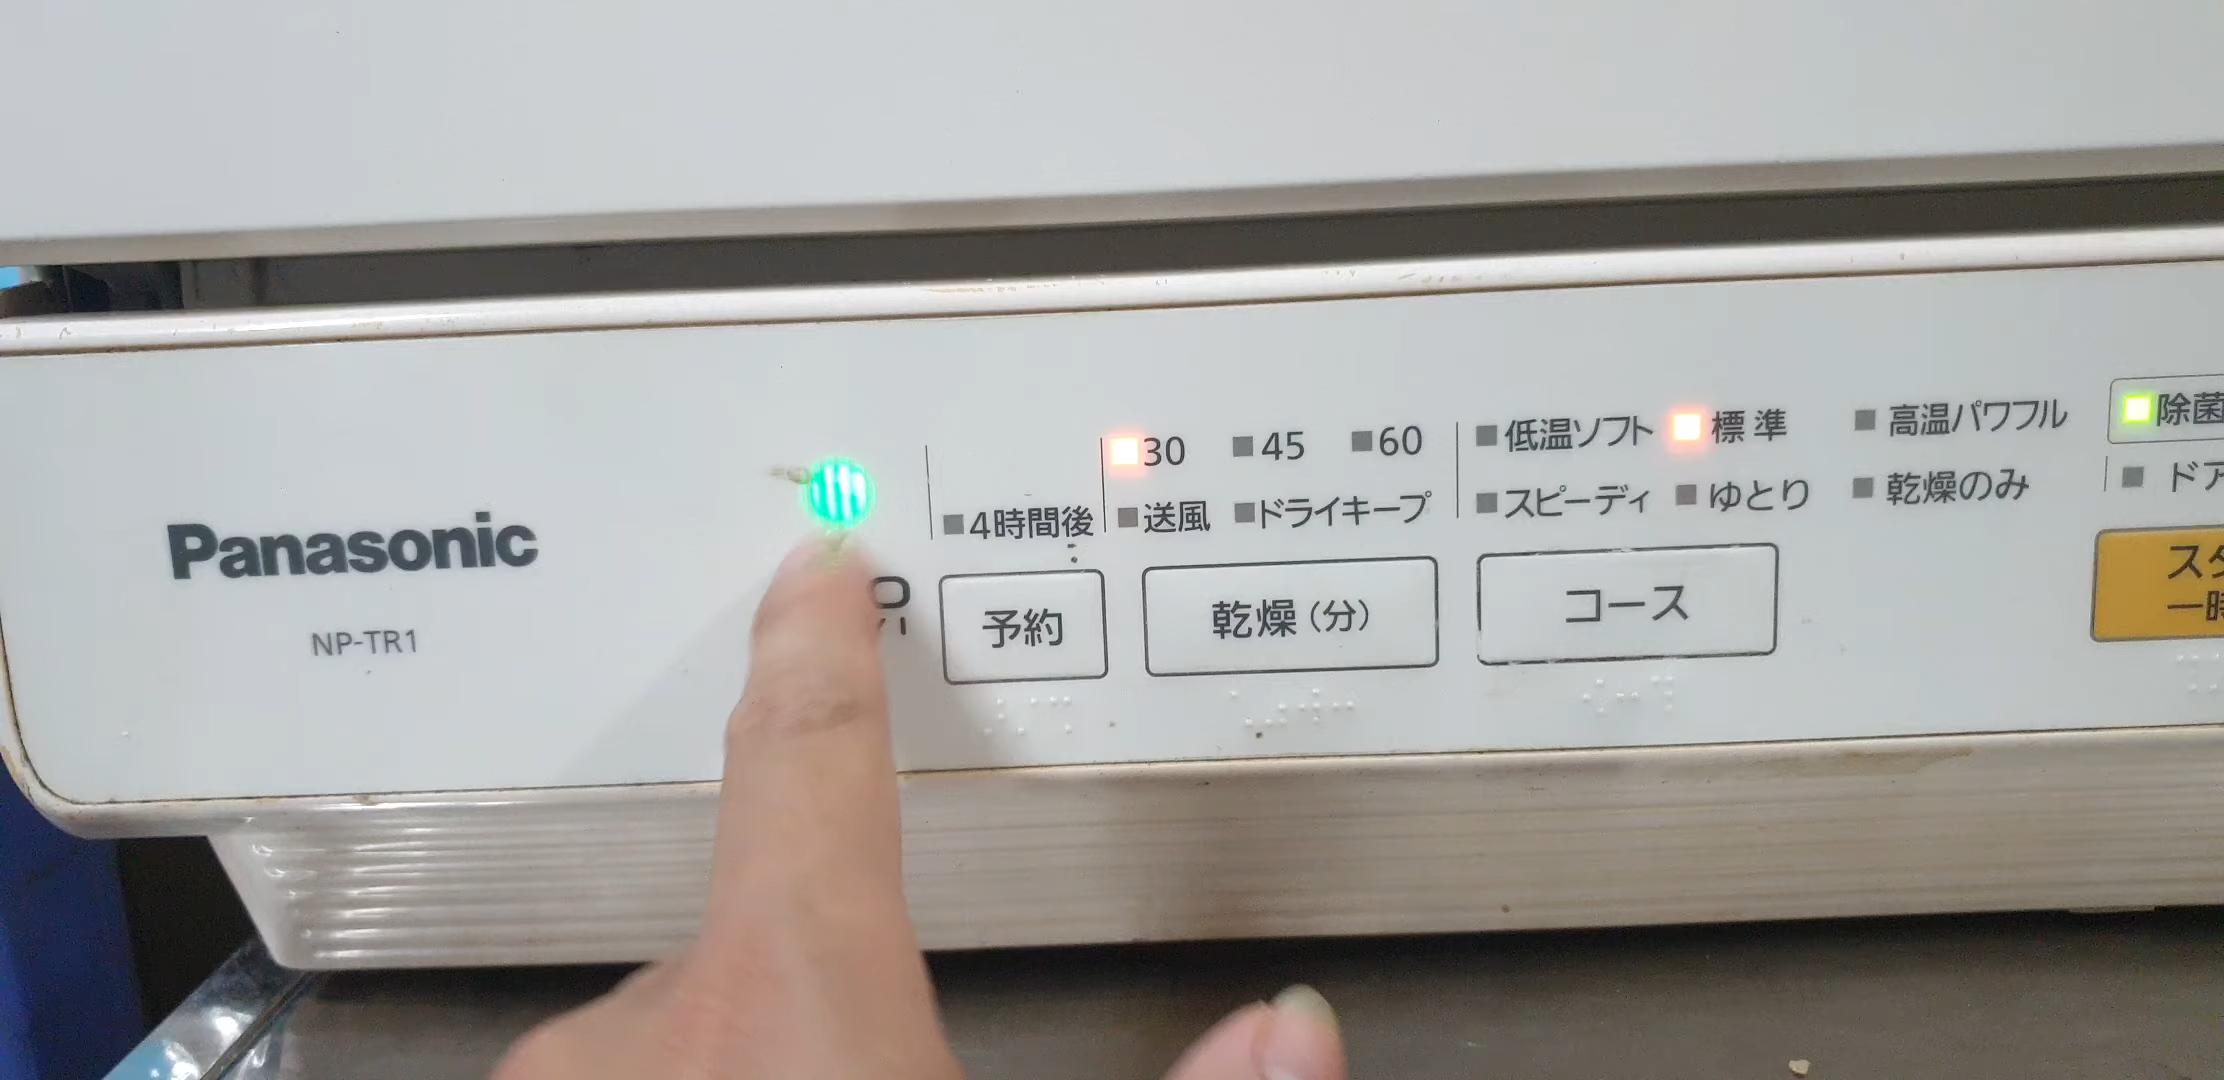 Panasonic
NP-TR1
4時間後
30 45 60
送風 ドライキープ
低温ソフト 標準 高温パワフル
スピーディ ゆとり 乾燥のみ
除菌
ドア
予約
乾燥(分)
コース
スタ
一時